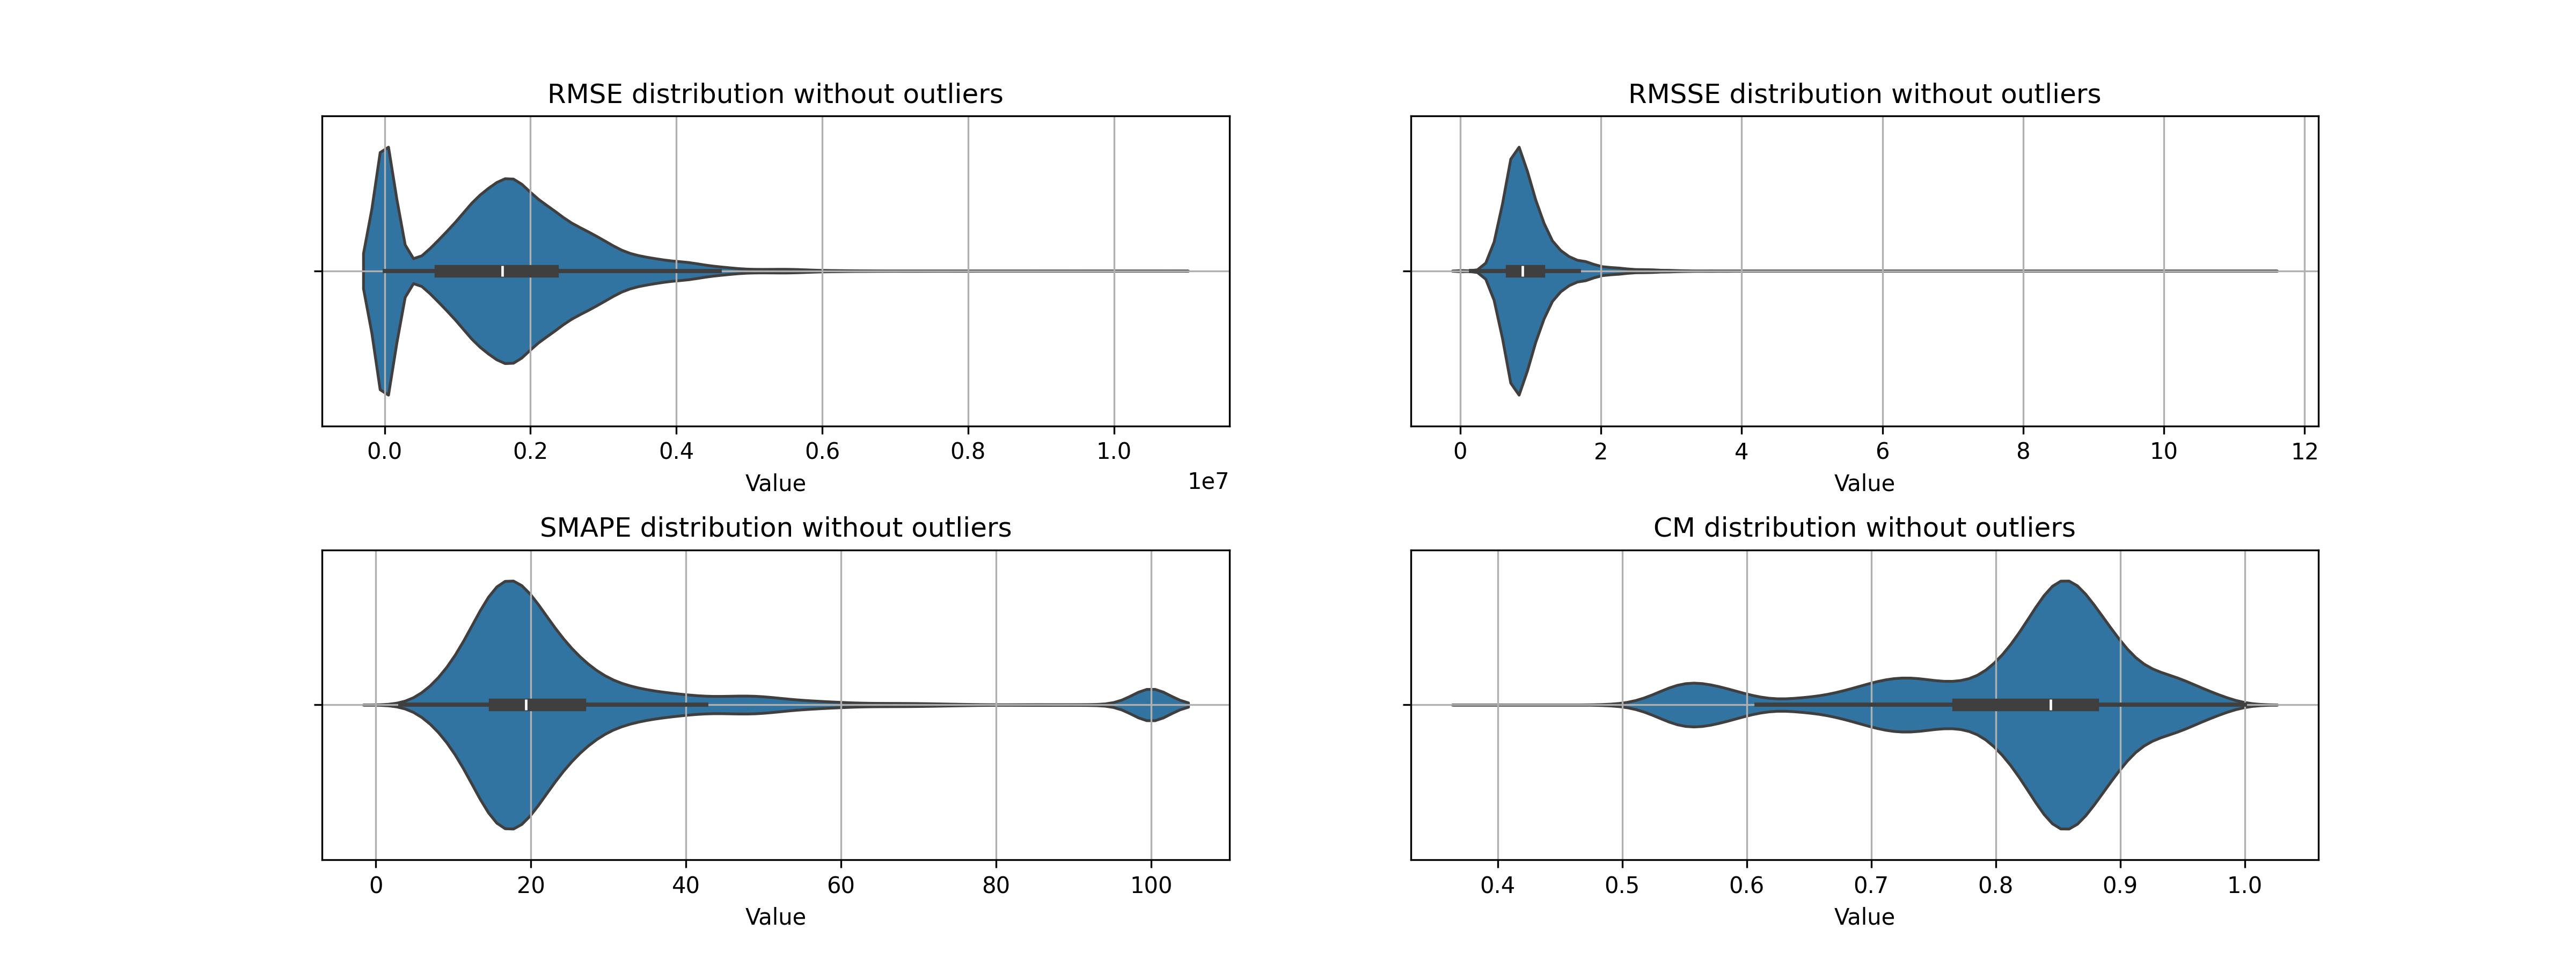 RMSE distribution without outliers
0.0 0.2 0.4 0.6 0.8 1.0
Value
1e7
RMSSE distribution without outliers
0 2 4 6 8 10 12
Value
SMAPE distribution without outliers
0 20 40 60 80 100
Value
CM distribution without outliers
0.4 0.5 0.6 0.7 0.8 0.9 1.0
Value